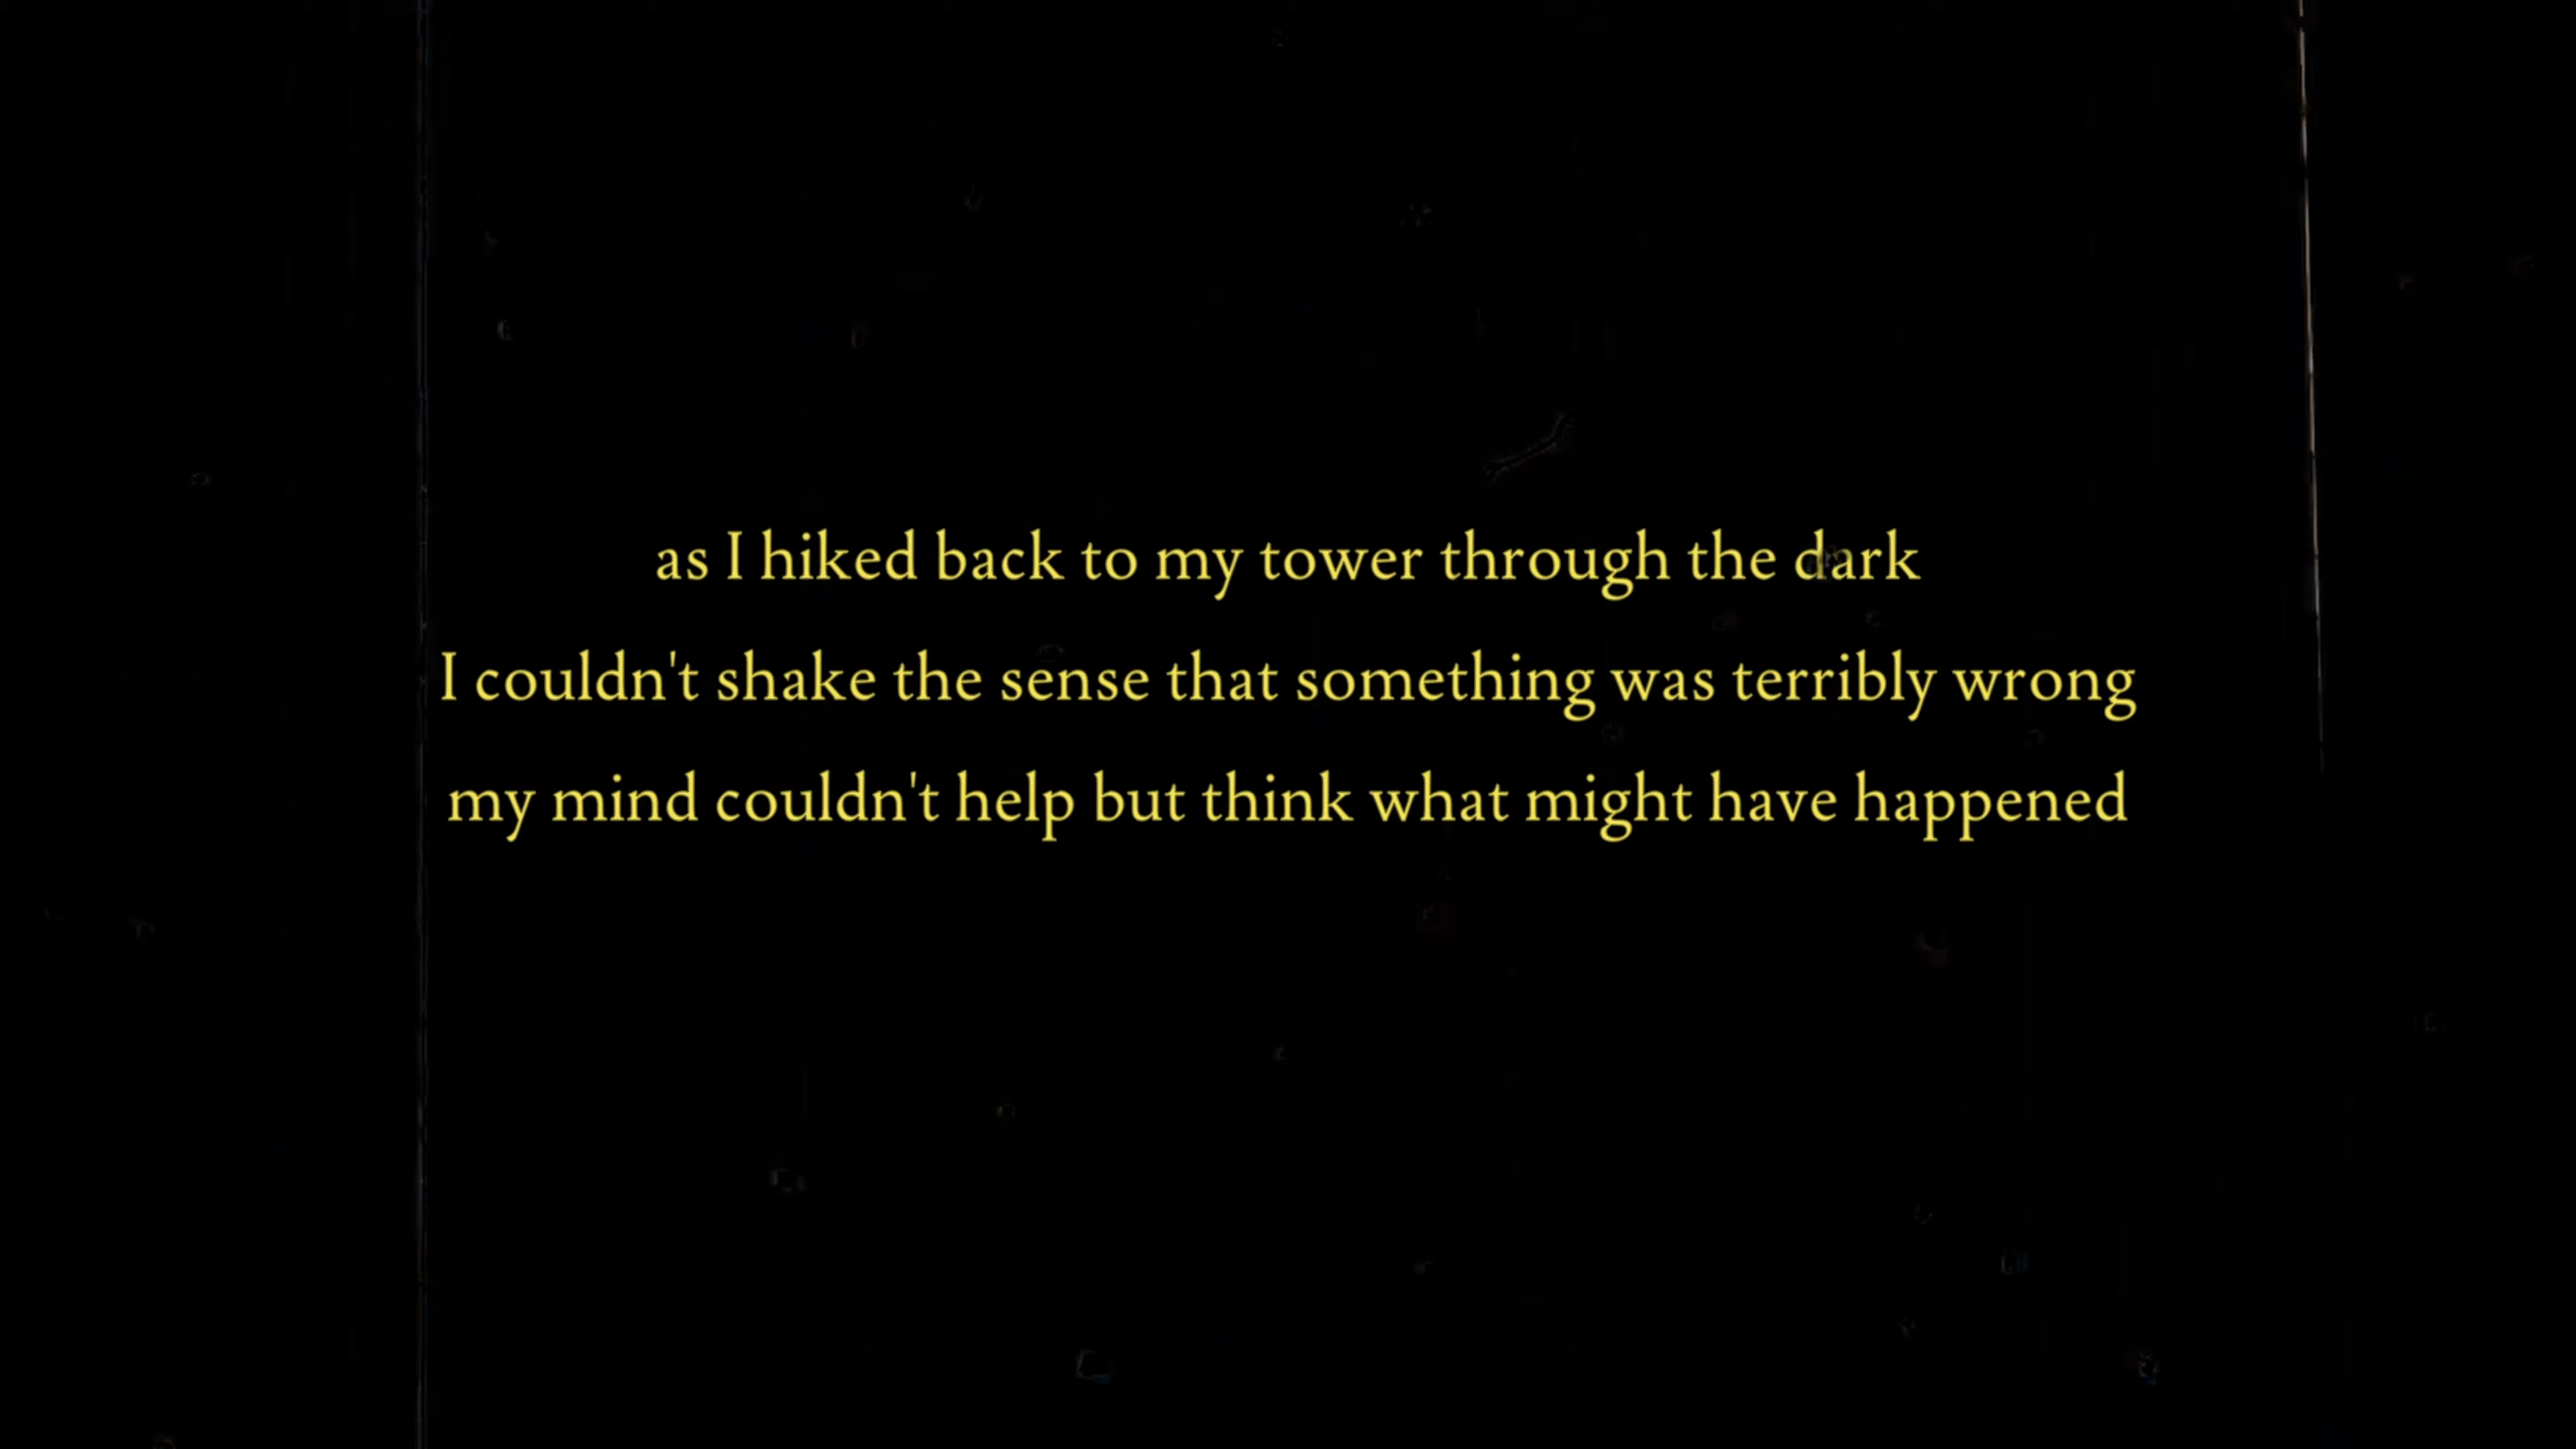 as I hiked back to my tower through the dark
I couldn't shake the sense that something was terribly wrong
my mind couldn't help but think what might have happened